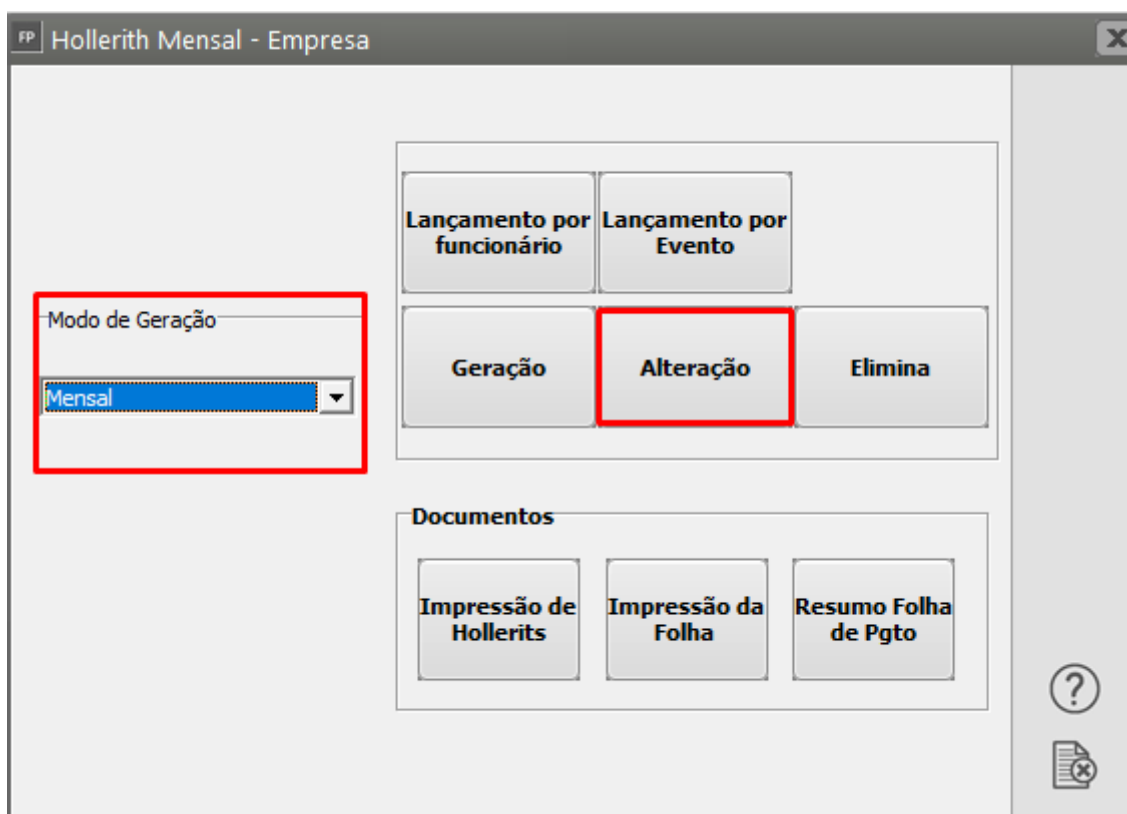 FP Hollerith Mensal - Empresa
Lançamento por
funcionário
Lançamento por
Evento
Modo de Geração
Mensal
Geração
Alteração
Elimina
Documentos
Impressão de
Hollerits
Impressão da
Folha
Resumo Folha
de Pgto
?